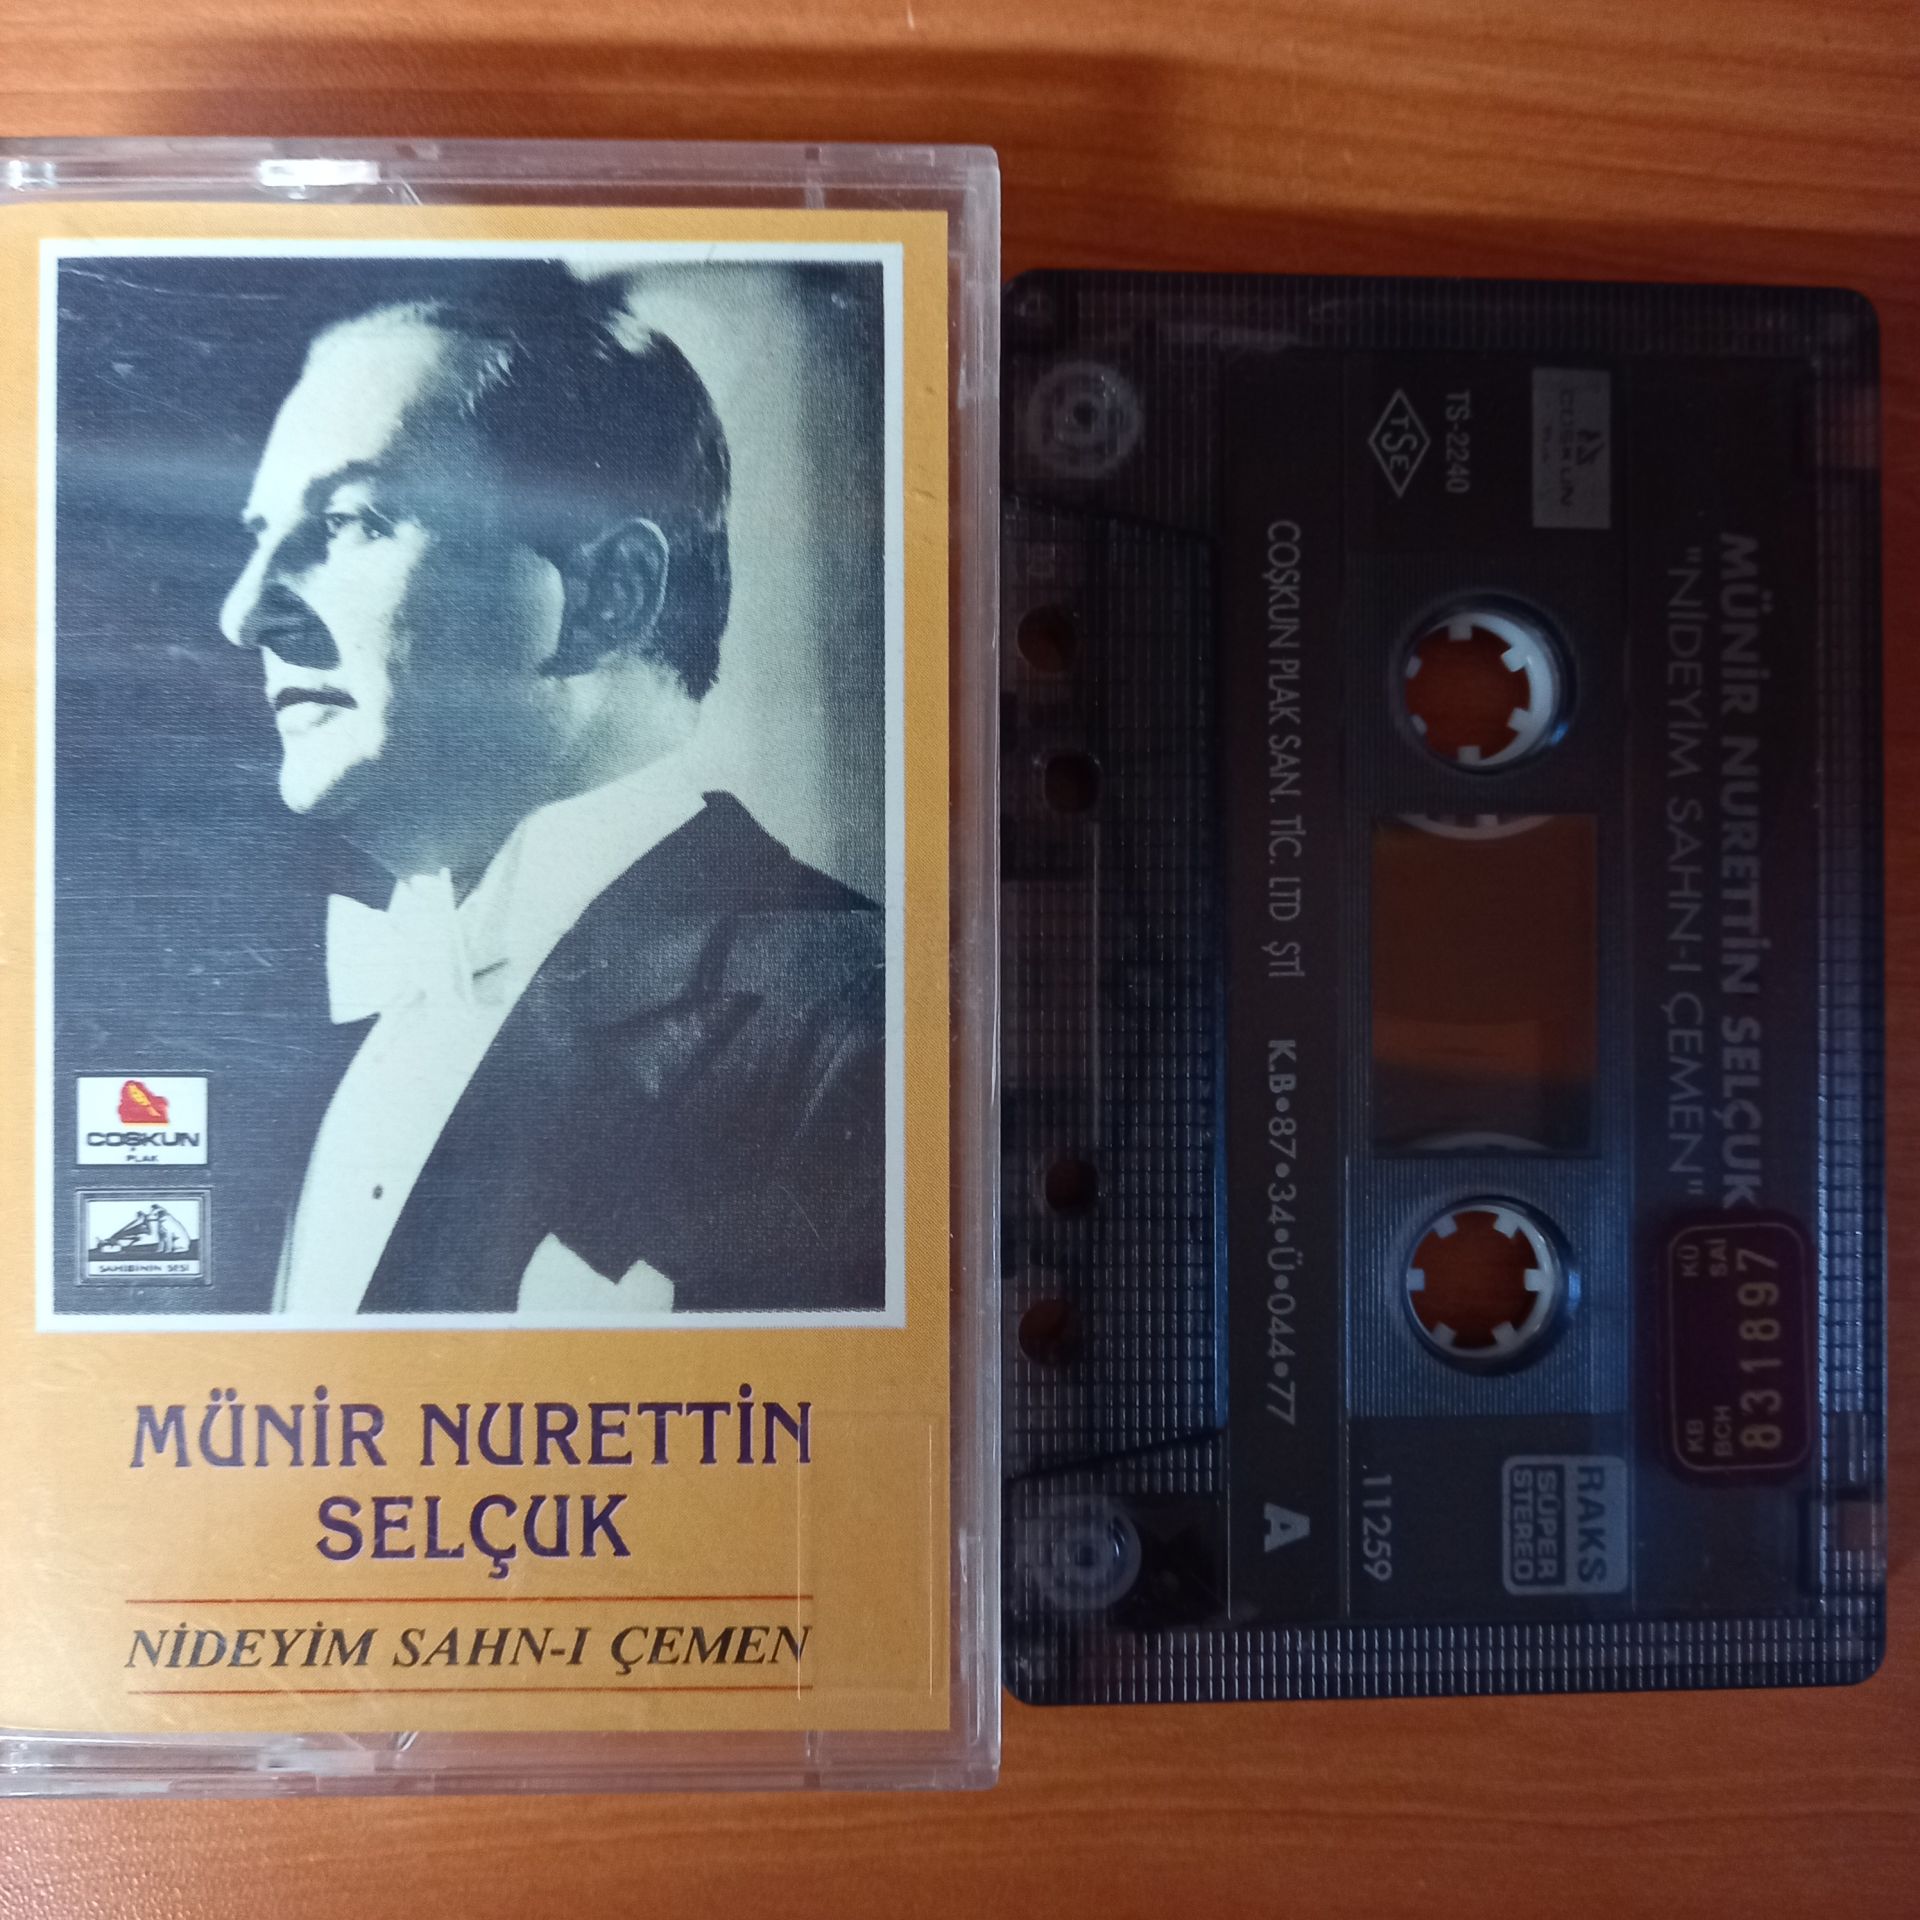 COŞKUN
PLAK
SAHİBİNİN SESİ
MÜNİR NURETTİN
SELÇUK
NİDEYİM SAHN-I ÇEMEN
MÜNİR NURETTİN SELÇUK
"NİDEYİM SAHN-I ÇEMEN"
COŞKUN
TS-2240
TSE
COŞKUN PLAK SAN. TİC. LTD ŞTİ K.B•87•34•Ü•044•77
A
11259
RAKS
SÜPER
STEREO
831897